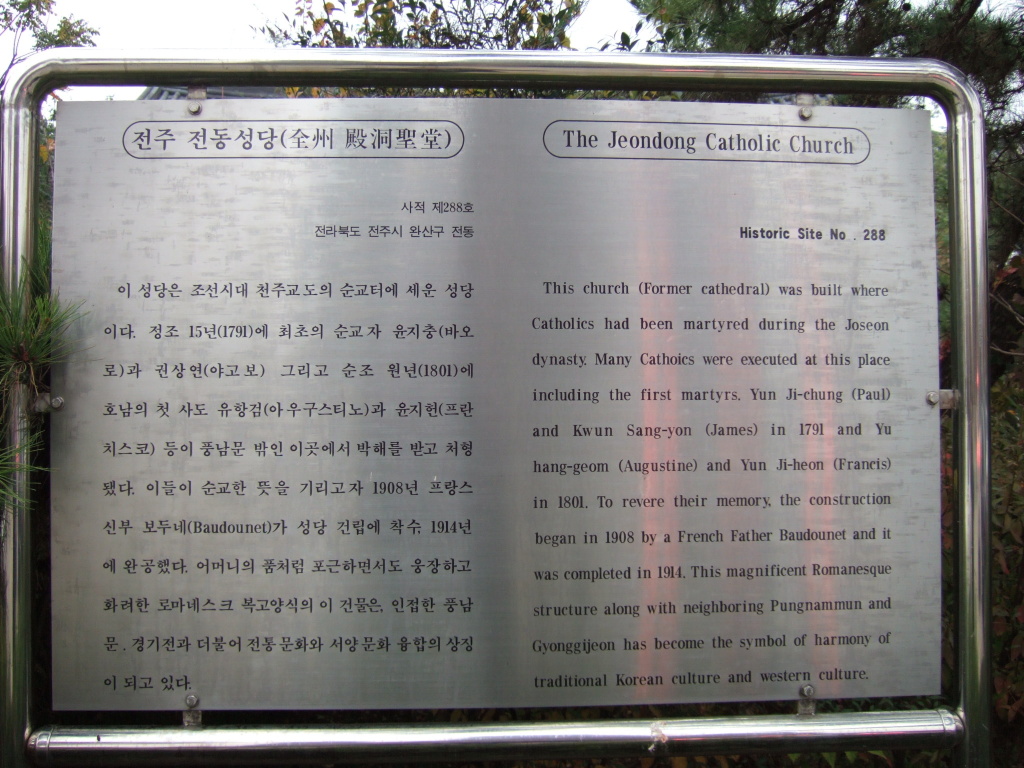 전주 전동성당(全州 殿洞聖堂)
사적 제288호
전라북도 전주시 완산구 전동
이 성당은 조선시대 천주교도의 순교터에 세운 성당
이다. 정조 15년(1791)에 최초의 순교자 윤지충(바오
로)과 권상연(야고보) 그리고 순조 원년(1801)에
호남의 첫 사도 유항검(아우구스티노)과 윤지헌(프란
치스코) 등이 풍남문 밖인 이곳에서 박해를 받고 처형
됐다. 이들이 순교한 뜻을 기리고자 1908년 프랑스
신부 보두네(Baudounet)가 성당 건립에 착수, 1914년
에 완공했다. 어머니의 품처럼 포근하면서도 웅장하고
화려한 로마네스크 복고양식의 이 건물은, 인접한 풍남
문 . 경기전과 더불어 전통문화와 서양문화 융합의 상징
이 되고 있다.
The Jeondong Catholic Church
Historic Site No . 288
This church (Former cathedral) was built where
Catholics had been martyred during the Joseon
dynasty. Many Cathoics were executed at this place
including the first martyrs, Yun Ji-chung (Paul)
and Kwun Sang-yon (James) in 1791 and Yu
hang-geom (Augustine) and Yun Ji-heon (Francis)
in 1801. To revere their memory, the construction
began in 1908 by a French Father Baudounet and it
was completed in 1914. This magnificent Romanesque
structure along with neighboring Pungnammun and
Gyonggijeon has become the symbol of harmony of
traditional Korean culture and western culture.